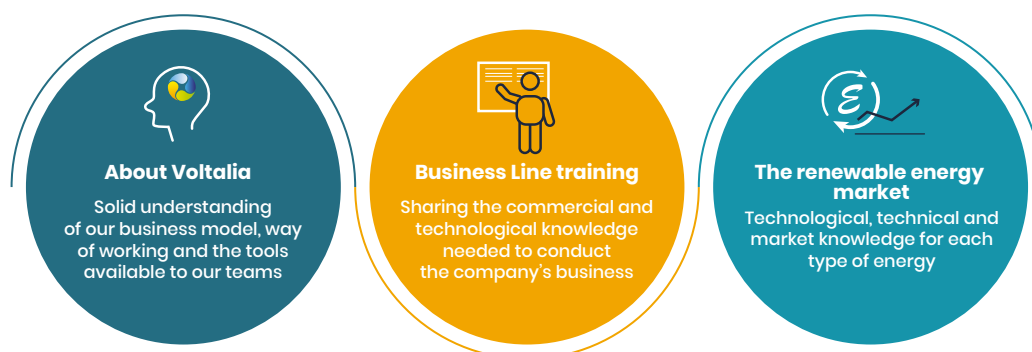 About Voltalia
Solid understanding
of our business model, way
of working and the tools
available to our teams
Business Line training
Sharing the commercial and
technological knowledge
needed to conduct
the company's business
The renewable energy
market
Technological, technical and
market knowledge for each
type of energy